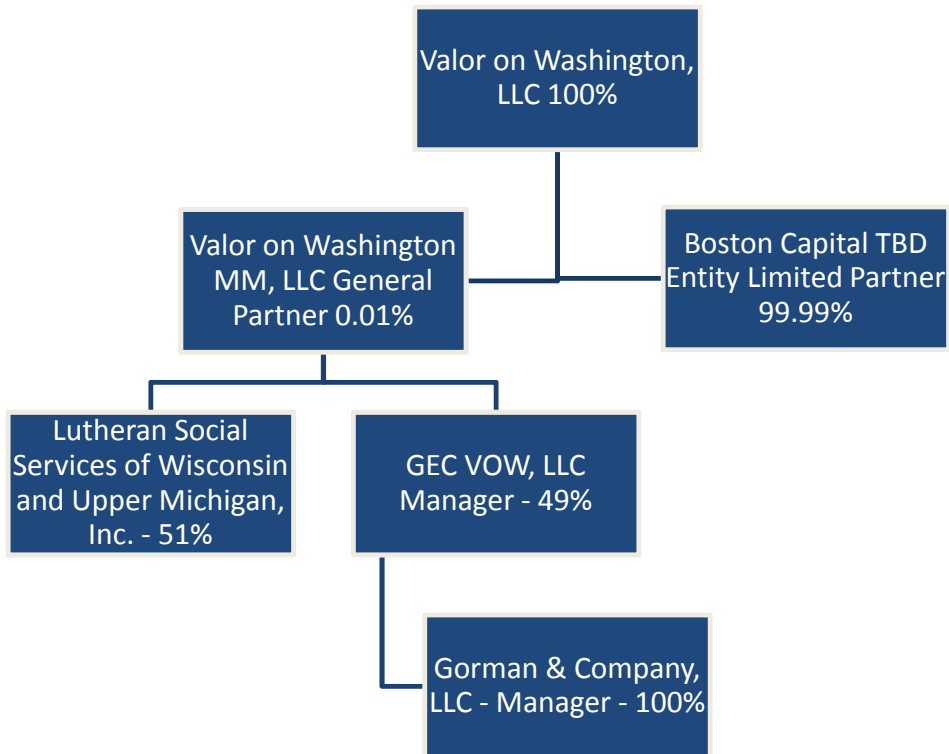 Valor on Washington,
LLC 100%
Valor on Washington
MM, LLC General
Partner 0.01%
Boston Capital TBD
Entity Limited Partner
99.99%
Lutheran Social
Services of Wisconsin
and Upper Michigan,
Inc. - 51%
GEC VOW, LLC
Manager - 49%
Gorman & Company,
LLC - Manager - 100%